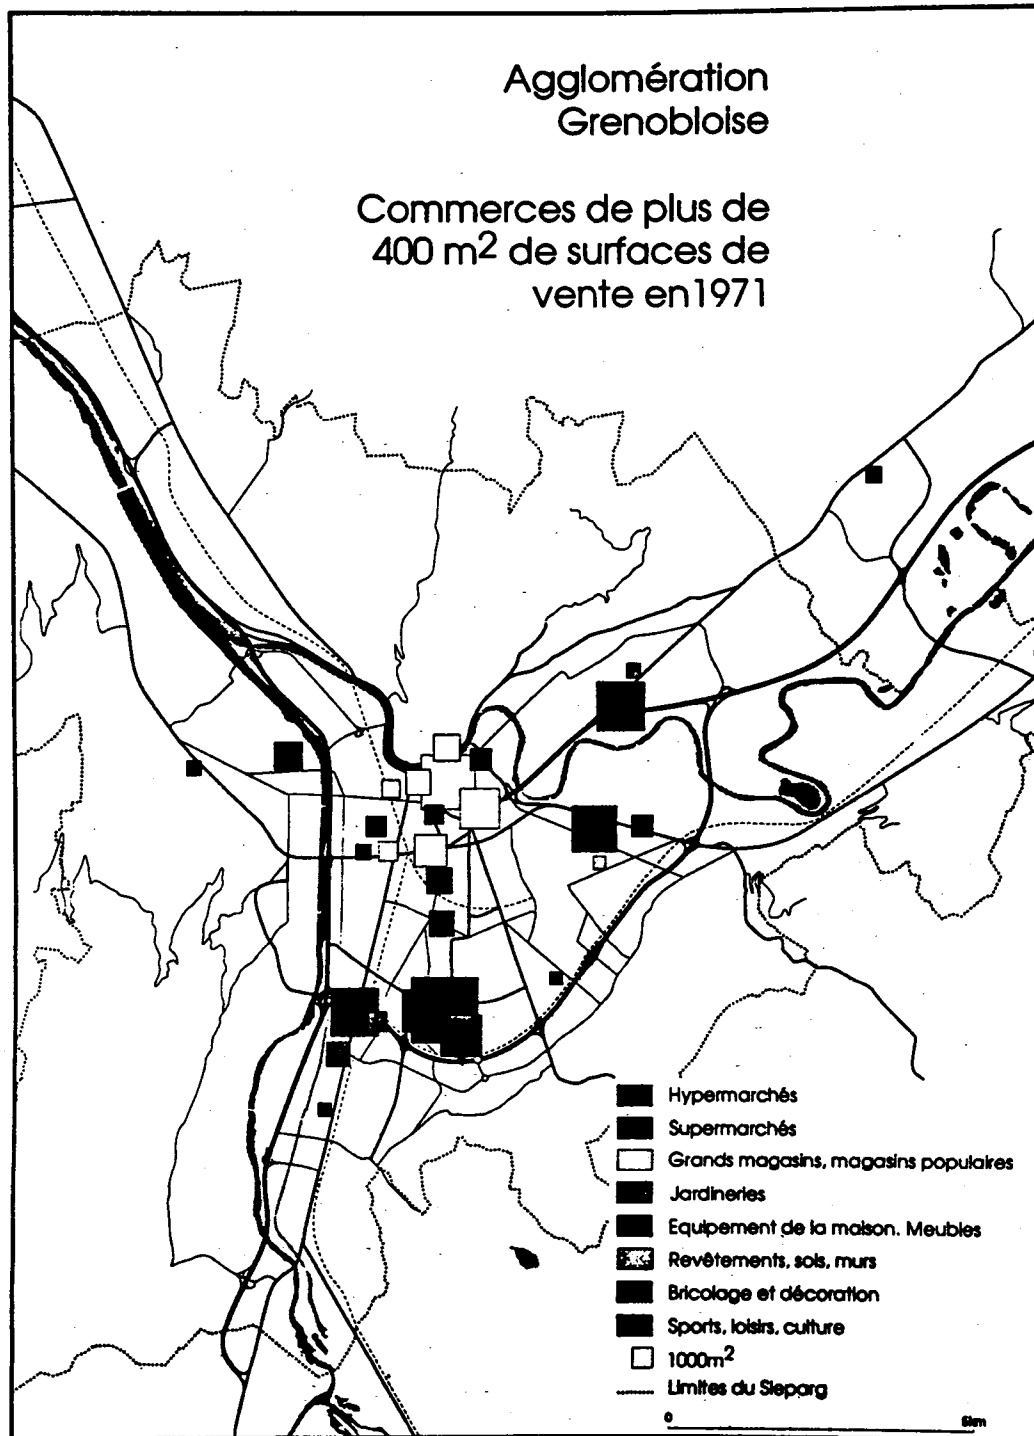 Agglomération
Grenobloise
Commerces de plus de
400 m² de surfaces de
vente en1971
Hypermarchés
Supermarchés
Grands magasins, magasins populaires
Jardineries
Equipement de la maison. Meubles
Revêtements, sols, murs
Bricolage et décoration
Sports, loisirs, culture
1000m²
Limites du Sieparg
0 5km